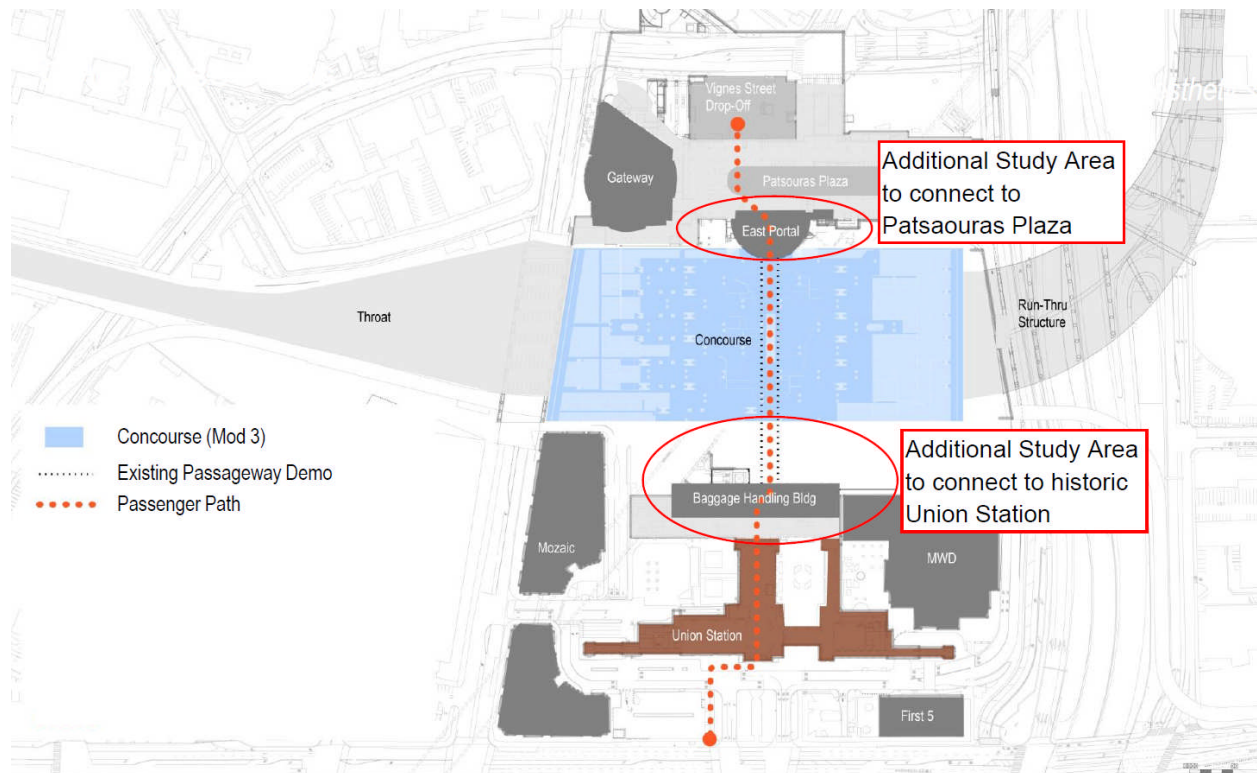 Vignes Street
Drop-Off
Gateway
Patsouras Plaza
Additional Study Area
to connect to
Patsaouras Plaza
East Portal
Throat
Run-Thru
Structure
Concourse
Concourse (Mod 3)
Existing Passageway Demo
Passenger Path
Additional Study Area
to connect to historic
Union Station
Baggage Handling Bldg
Mozaic
MWD
Union Station
First 5